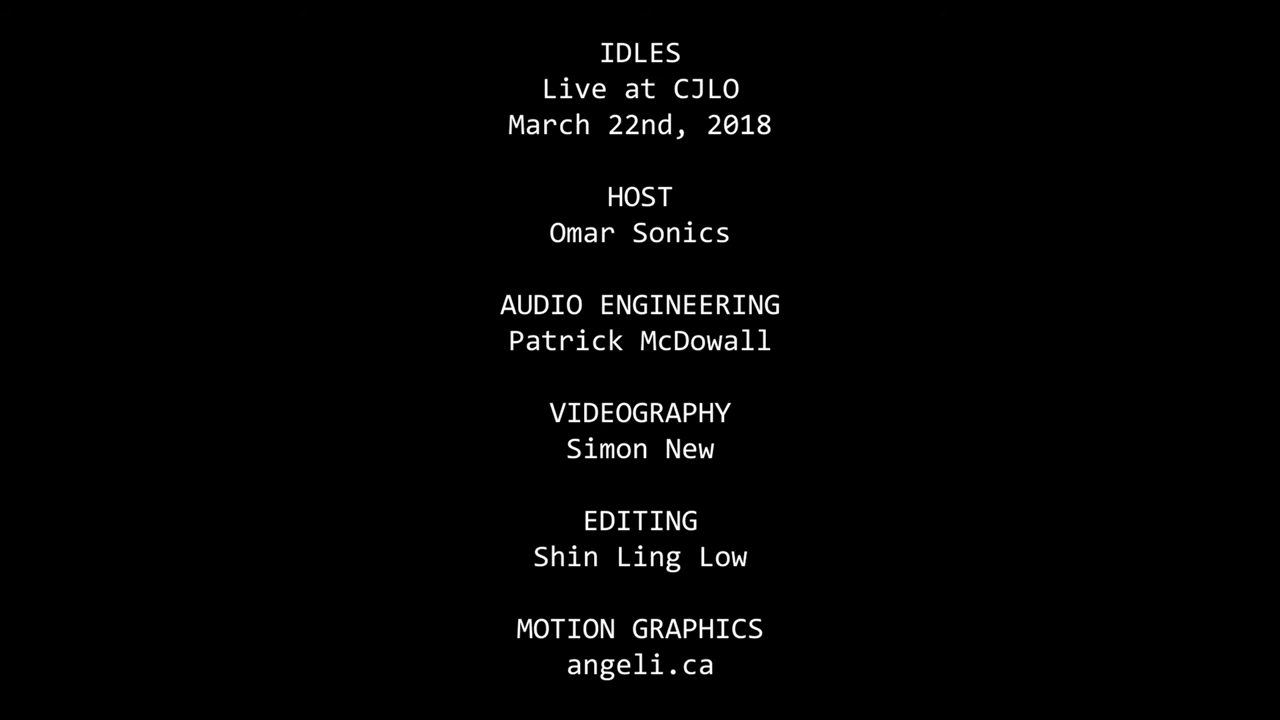 IDLES
Live at CJLO
March 22nd, 2018
HOST
Omar Sonics
AUDIO ENGINEERING
Patrick McDowall
VIDEOGRAPHY
Simon New
EDITING
Shin Ling Low
MOTION GRAPHICS
angeli.ca